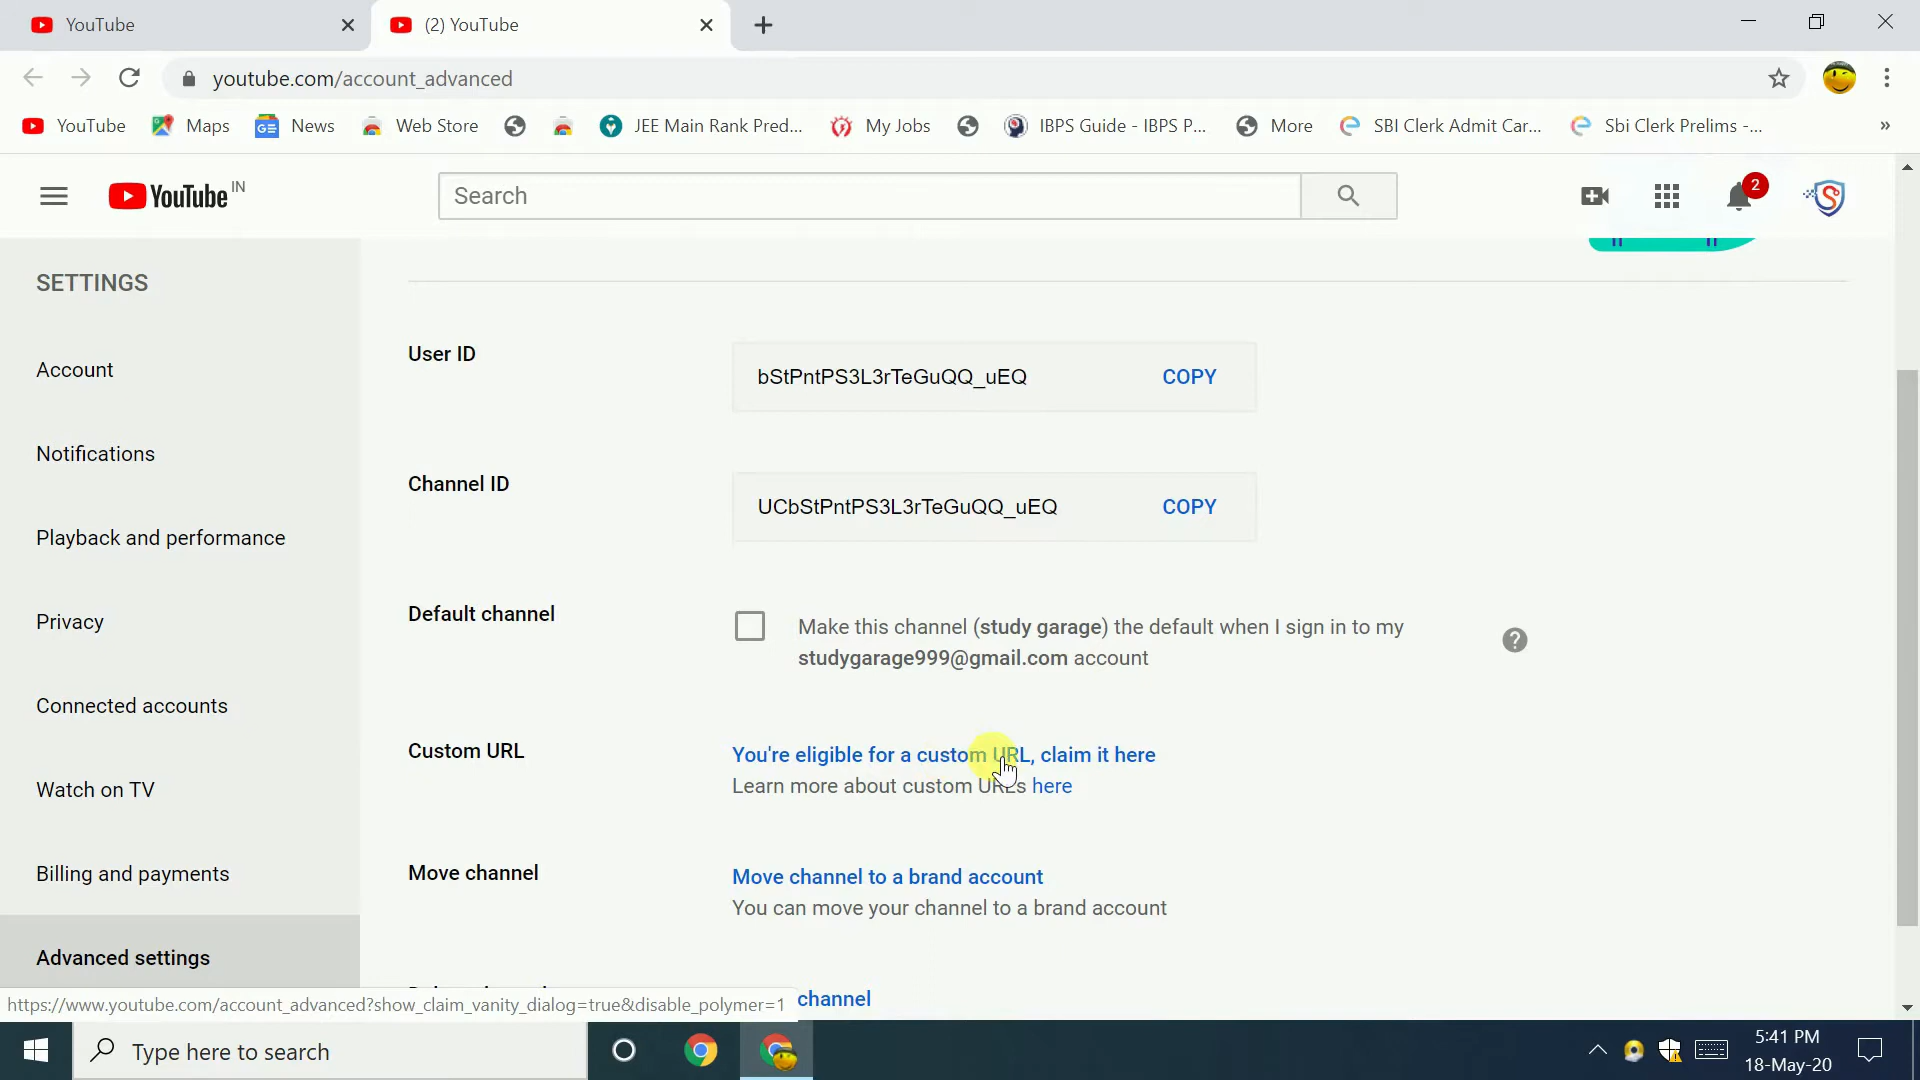 YouTube
(2) YouTube
youtube.com/account_advanced
YouTube
Maps
News
Web Store
JEE Main Rank Pred...
My Jobs
IBPS Guide - IBPS P...
More
SBI Clerk Admit Car...
Sbi Clerk Prelims -...
YouTube IN
Search
2
SETTINGS
Account
Notifications
Playback and performance
Privacy
Connected accounts
Watch on TV
Billing and payments
Advanced settings
User ID
bStPntPS3L3rTeGuQQ_uEQ
COPY
Channel ID
UCbStPntPS3L3rTeGuQQ_uEQ
COPY
Default channel
Make this channel (study garage) the default when I sign in to my
studygarage999@gmail.com account
Custom URL
You're eligible for a custom URL, claim it here
Learn more about custom URLs here
Move channel
Move channel to a brand account
You can move your channel to a brand account
channel
https://www.youtube.com/account_advanced?show_claim_vanity_dialog=true&disable_polymer=1
Type here to search
5:41 PM
18-May-20